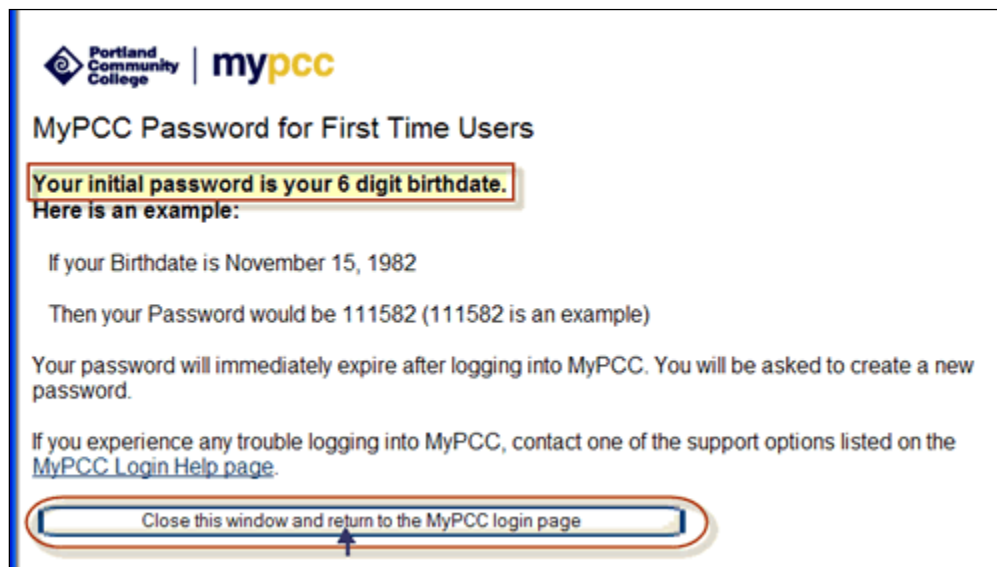 Portland
Community
College
mypcc
MyPCC Password for First Time Users
Your initial password is your 6 digit birthdate.
Here is an example:
If your Birthdate is November 15, 1982
Then your Password would be 111582 (111582 is an example)
Your password will immediately expire after logging into MyPCC. You will be asked to create a new
password.
If you experience any trouble logging into MyPCC, contact one of the support options listed on the
MyPCC Login Help page.
Close this window and return to the MyPCC login page